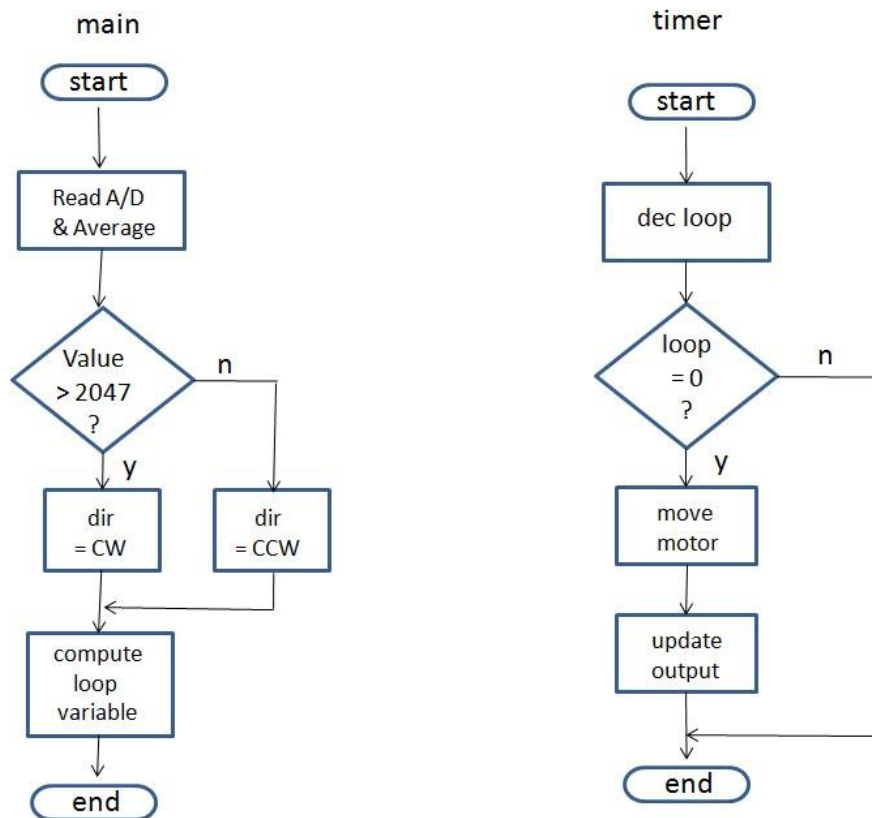 main
start
Read A/D
& Average
Value
> 2047
?
n
y
dir
= CW
dir
= CCW
compute
loop
variable
end
timer
start
dec loop
loop
= 0
?
n
y
move
motor
update
output
end